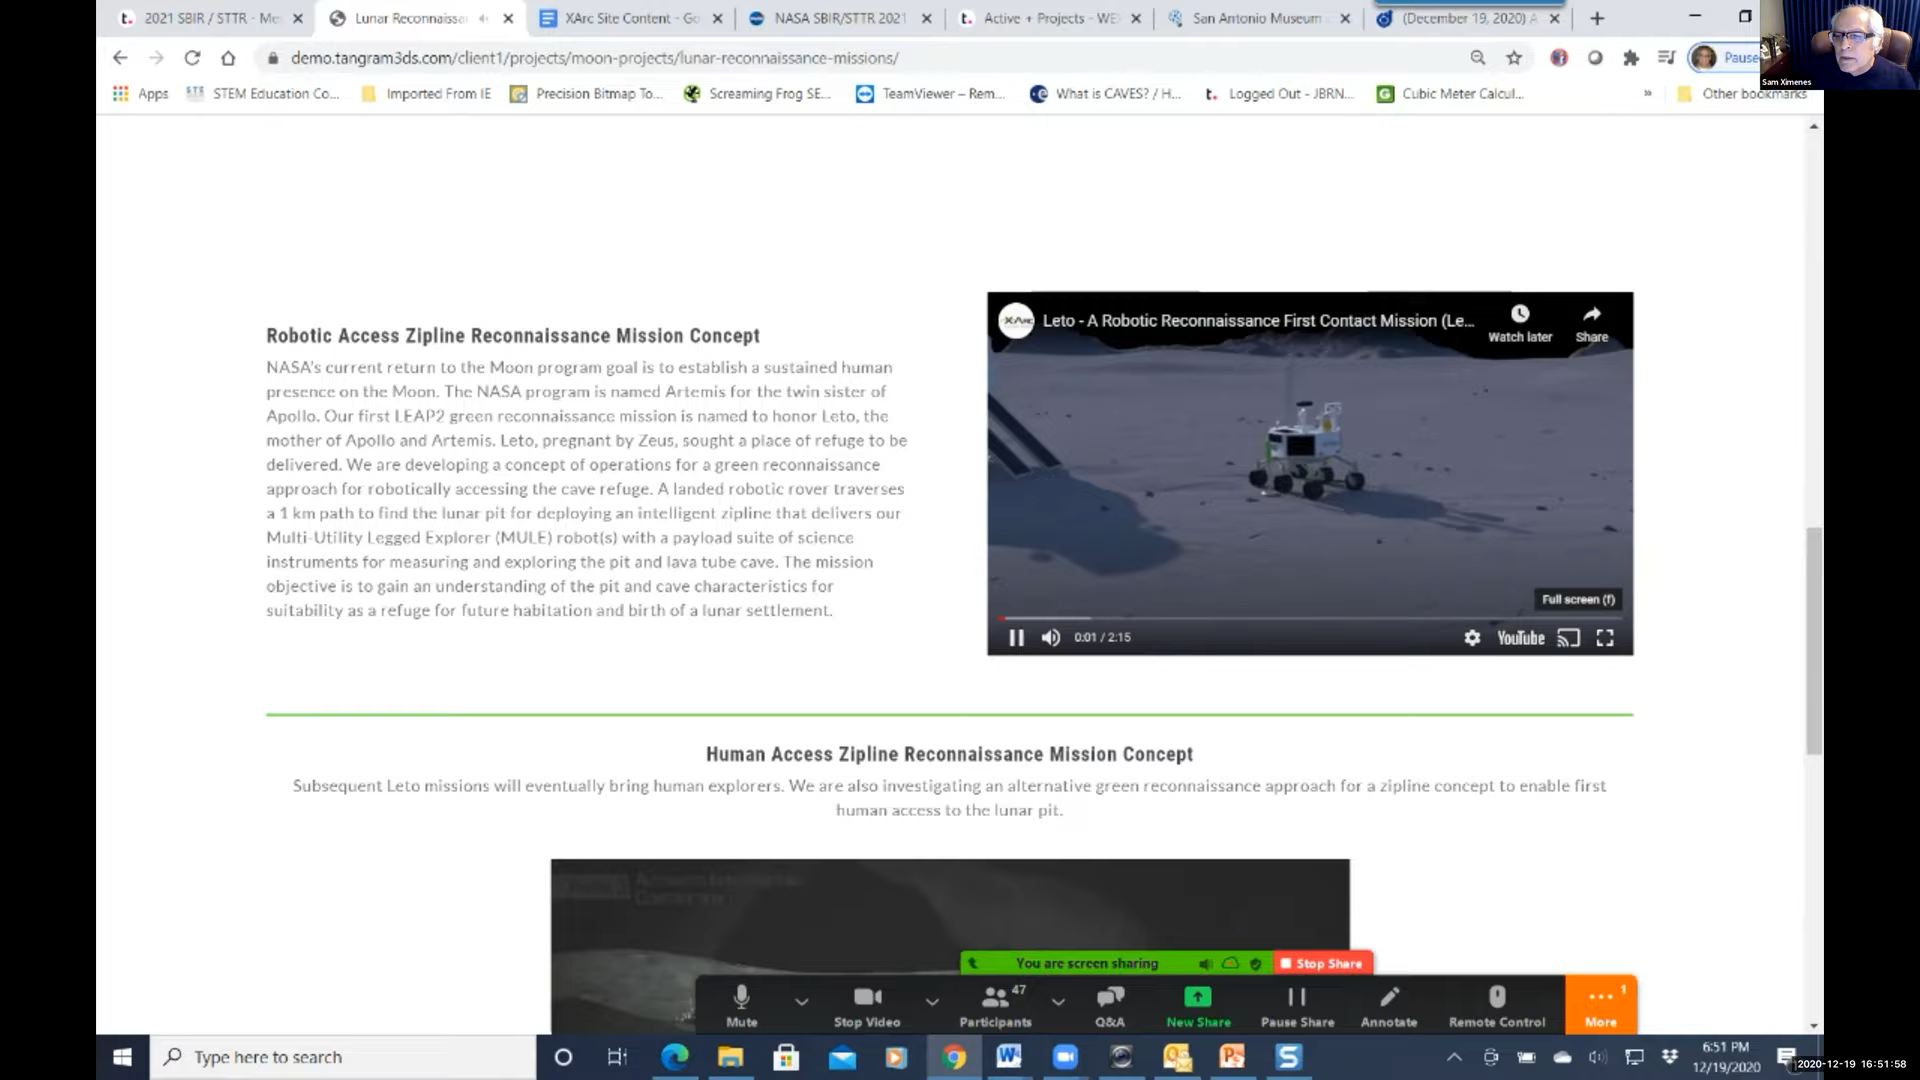 2021 SBIR / STTR - Me
Lunar Reconnaissa
XArc Site Content - Go
NASA SBIR/STTR 2021
Active + Projects - WE
San Antonio Museum
(December 19, 2020) A
demo.tangram3ds.com/client1/projects/moon-projects/lunar-reconnaissance-missions/
Pause
Sam Ximenes
Apps
STEM Education Co...
Imported From IE
Precision Bitmap To...
Screaming Frog SE...
TeamViewer – Rem...
What is CAVES? / H...
Logged Out - JBRN...
Cubic Meter Calcul...
»
Other bookmarks
Robotic Access Zipline Reconnaissance Mission Concept
NASA's current return to the Moon program goal is to establish a sustained human
presence on the Moon. The NASA program is named Artemis for the twin sister of
Apollo. Our first LEAP2 green reconnaissance mission is named to honor Leto, the
mother of Apollo and Artemis. Leto, pregnant by Zeus, sought a place of refuge to be
delivered. We are developing a concept of operations for a green reconnaissance
approach for robotically accessing the cave refuge. A landed robotic rover traverses
a 1 km path to find the lunar pit for deploying an intelligent zipline that delivers our
Multi-Utility Legged Explorer (MULE) robot(s) with a payload suite of science
instruments for measuring and exploring the pit and lava tube cave. The mission
objective is to gain an understanding of the pit and cave characteristics for
suitability as a refuge for future habitation and birth of a lunar settlement.
XArc
Leto - A Robotic Reconnaissance First Contact Mission (Le...
Watch later
Share
Full screen (f)
0:01 / 2:15
YouTube
Human Access Zipline Reconnaissance Mission Concept
Subsequent Leto missions will eventually bring human explorers. We are also investigating an alternative green reconnaissance approach for a zipline concept to enable first
human access to the lunar pit.
You are screen sharing
Stop Share
Mute
Stop Video
47
Participants
Q&A
New Share
Pause Share
Annotate
Remote Control
1
More
Type here to search
6:51 PM
12/19/2020
2020-12-19 16:51:58